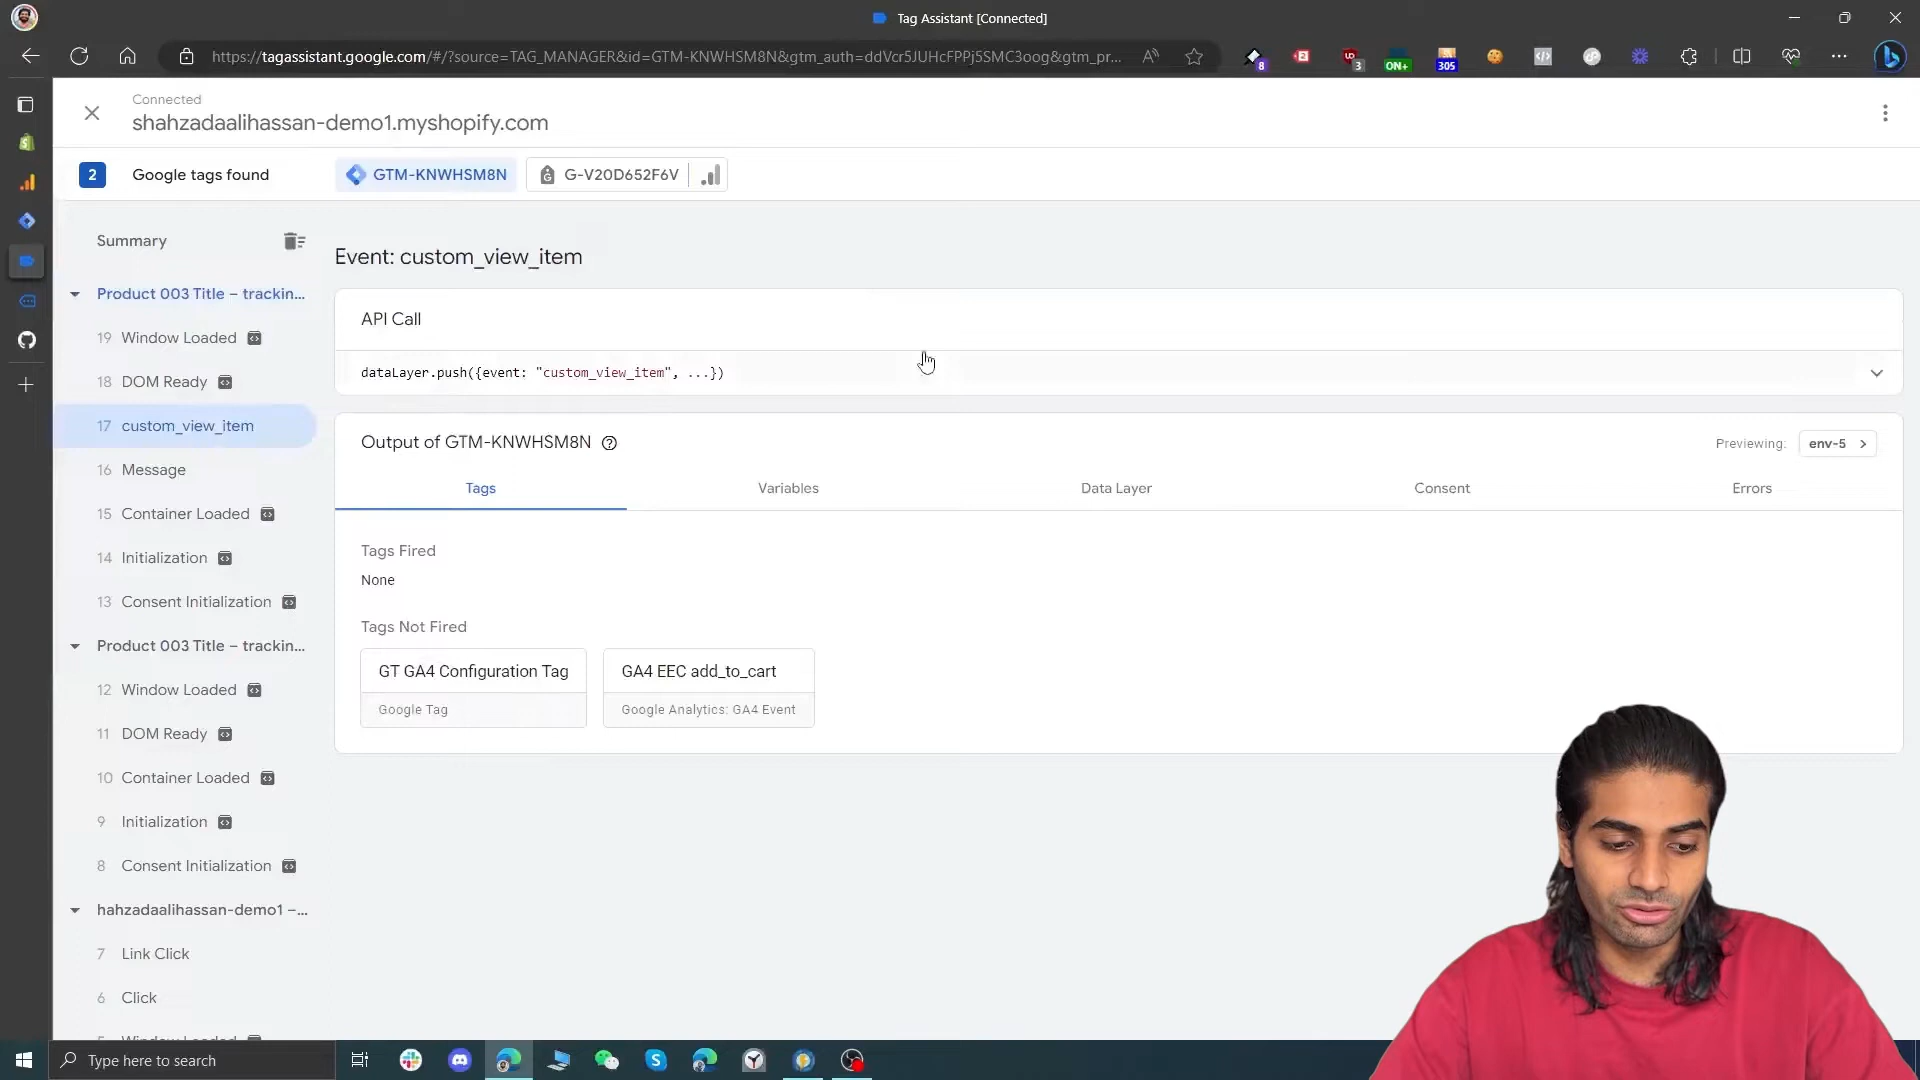 Tag Assistant [Connected]
https://tagassistant.google.com/#/?source=TAG_MANAGER&id=GTM-KNWHSM8N&gtm_auth=ddVcr5JUHcFPPj5SMC3oog&gtm_pr...
8
3
ON+
305
Connected
shahzadaalihassan-demo1.myshopify.com
2
Google tags found
GTM-KNWHSM8N
G-V20D652F6V
Summary
Product 003 Title – trackin...
19 Window Loaded
18 DOM Ready
17 custom_view_item
16 Message
15 Container Loaded
14 Initialization
13 Consent Initialization
Product 003 Title – trackin...
12 Window Loaded
11 DOM Ready
10 Container Loaded
9 Initialization
8 Consent Initialization
hahzadaalihassan-demo1 –...
7 Link Click
6 Click
Event: custom_view_item
API Call
dataLayer.push({event: "custom_view_item", ...})
Output of GTM-KNWHSM8N
Previewing: env-5
Tags Variables Data Layer Consent Errors
Tags Fired
None
Tags Not Fired
GT GA4 Configuration Tag
Google Tag
GA4 EEC add_to_cart
Google Analytics: GA4 Event
Type here to search